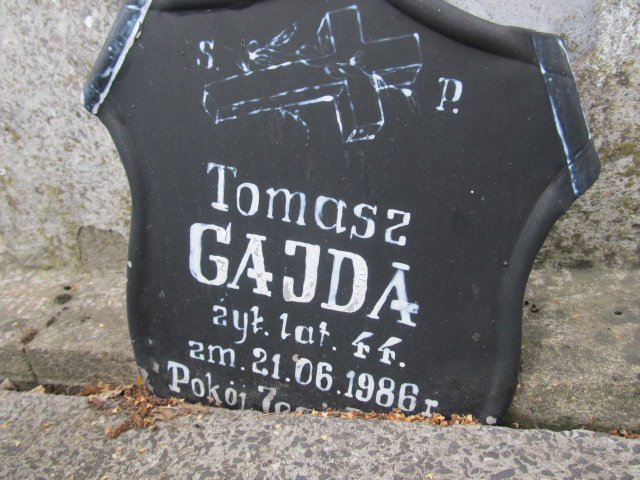 S. P.
Tomasz
GAJDA
żył. lat. 44.
zm. 21.06.1986 r.
Pokój